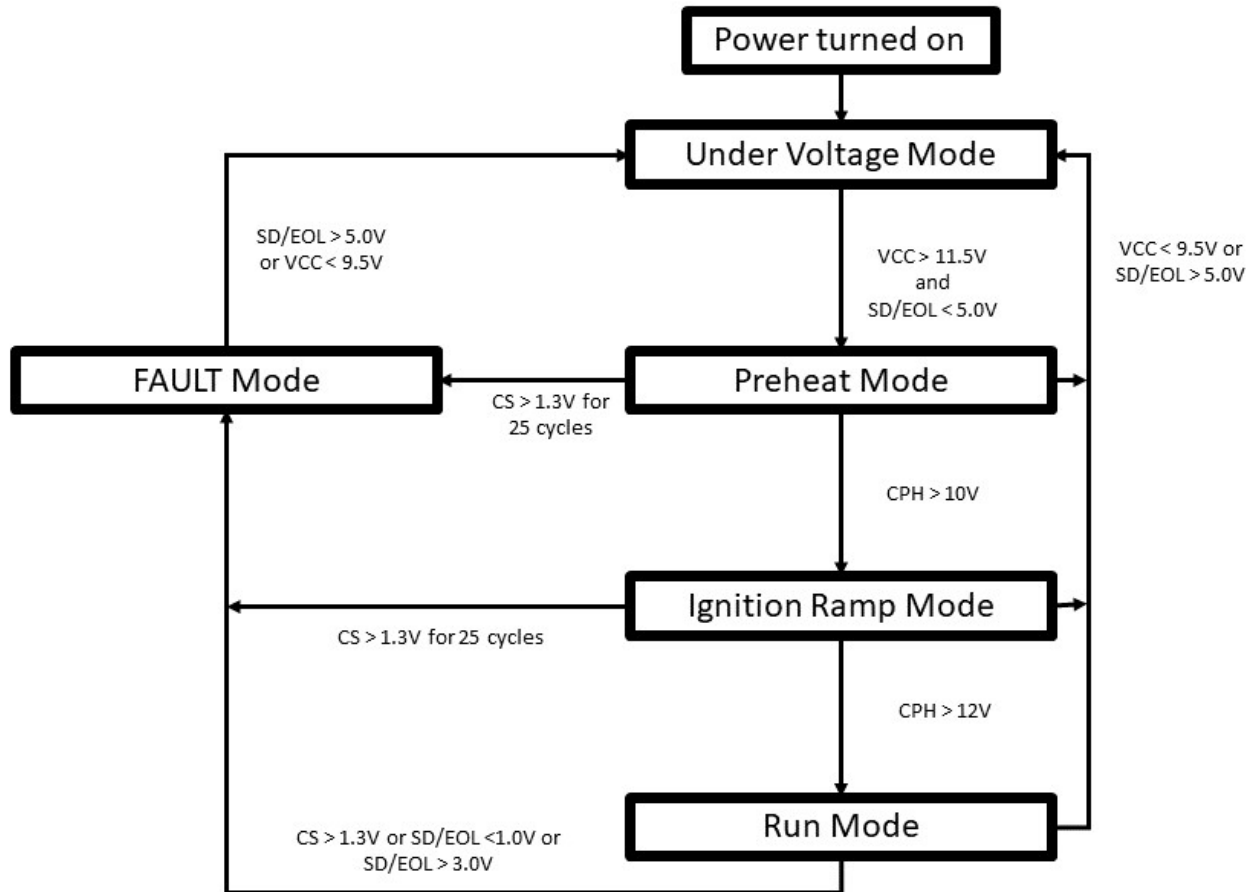 Power turned on
Under Voltage Mode
SD/EOL > 5.0V
or VCC < 9.5V
VCC > 11.5V
and
SD/EOL < 5.0V
VCC < 9.5V or
SD/EOL > 5.0V
FAULT Mode
Preheat Mode
CS > 1.3V for
25 cycles
CPH > 10V
Ignition Ramp Mode
CS > 1.3V for 25 cycles
CPH > 12V
Run Mode
CS > 1.3V or SD/EOL <1.0V or
SD/EOL > 3.0V